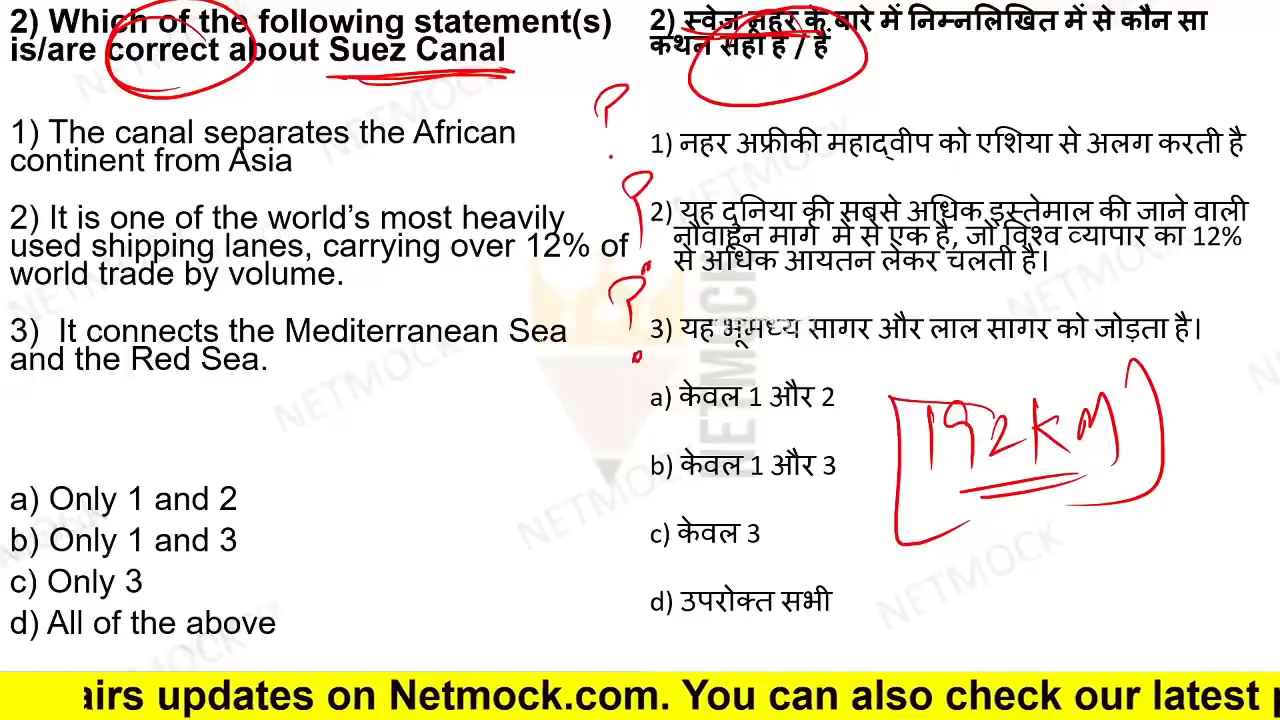 2) Which of the following statement(s)
is/are correct about Suez Canal
1) The canal separates the African
continent from Asia
2) It is one of the world’s most heavily
used shipping lanes, carrying over 12% of
world trade by volume.
3)  It connects the Mediterranean Sea
and the Red Sea.
a) Only 1 and 2
b) Only 1 and 3
c) Only 3
d) All of the above
2) स्वेज नहर के बारे में निम्नलिखित में से कौन सा
कथन सही है / हैं
1) नहर अफ्रीकी महाद्वीप को एशिया से अलग करती है
2) यह दुनिया की सबसे अधिक इस्तेमाल की जाने वाली
नौवाहन मार्ग  में से एक है, जो विश्व व्यापार का 12%
से अधिक आयतन लेकर चलती है।
3) यह भूमध्य सागर और लाल सागर को जोड़ता है।
a) केवल 1 और 2
b) केवल 1 और 3
c) केवल 3
d) उपरोक्त सभी
192 KM
?
?
?
NETMOCK
airs updates on Netmock.com. You can also check our latest